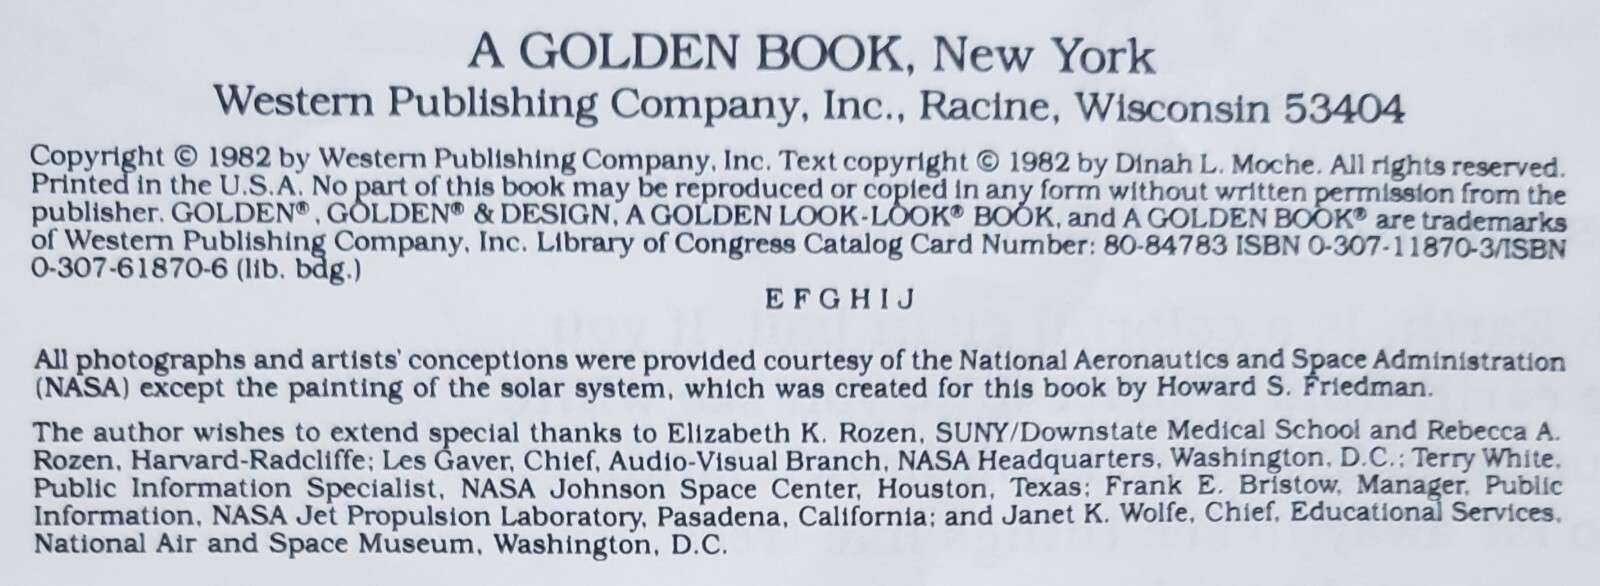 A GOLDEN BOOK, New York
Western Publishing Company, Inc., Racine, Wisconsin 53404
Copyright © 1982 by Western Publishing Company, Inc. Text copyright © 1982 by Dinah L. Moche. All rights reserved.
Printed in the U.S.A. No part of this book may be reproduced or copied in any form without written permission from the
publisher. GOLDEN®, GOLDEN® & DESIGN, A GOLDEN LOOK-LOOK® BOOK, and A GOLDEN BOOK® are trademarks
of Western Publishing Company, Inc. Library of Congress Catalog Card Number: 80-84783 ISBN 0-307-11870-3/ISBN
0-307-61870-6 (lib. bdg.)
E F G H I J
All photographs and artists' conceptions were provided courtesy of the National Aeronautics and Space Administration
(NASA) except the painting of the solar system, which was created for this book by Howard S. Friedman.
The author wishes to extend special thanks to Elizabeth K. Rozen, SUNY/Downstate Medical School and Rebecca A.
Rozen, Harvard-Radcliffe; Les Gaver, Chief, Audio-Visual Branch, NASA Headquarters, Washington, D.C.; Terry White,
Public Information Specialist, NASA Johnson Space Center, Houston, Texas; Frank E. Bristow, Manager, Public
Information, NASA Jet Propulsion Laboratory, Pasadena, California; and Janet K. Wolfe, Chief, Educational Services,
National Air and Space Museum, Washington, D.C.